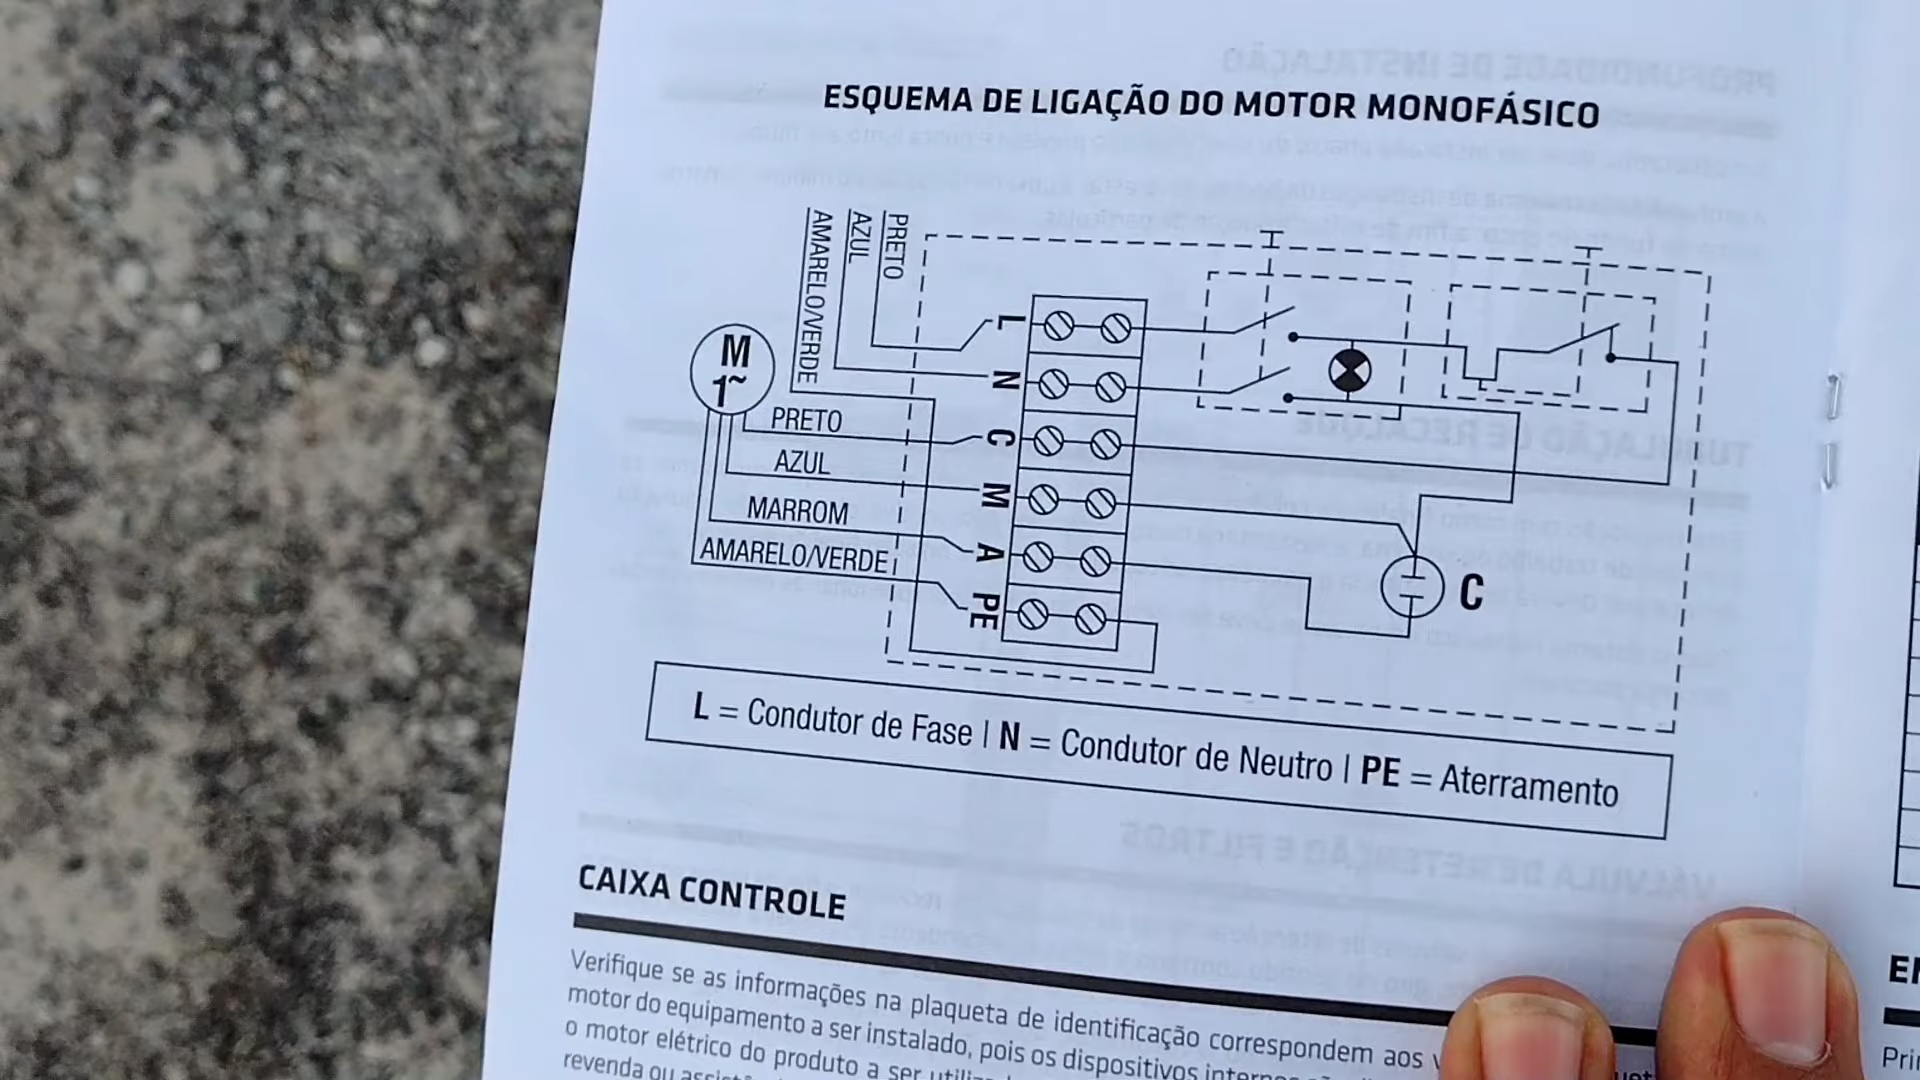 ESQUEMA DE LIGAÇÃO DO MOTOR MONOFÁSICO
PRETO
AZUL
AMARELO/VERDE
M
1~
PRETO
AZUL
MARROM
AMARELO/VERDE
L
N
C
M
A
PE
C
L = Condutor de Fase | N = Condutor de Neutro | PE = Aterramento
CAIXA CONTROLE
Verifique se as informações na plaqueta de identificação correspondem aos
motor do equipamento a ser instalado, pois os dispositivos
o motor elétrico do produto a ser
revenda ou